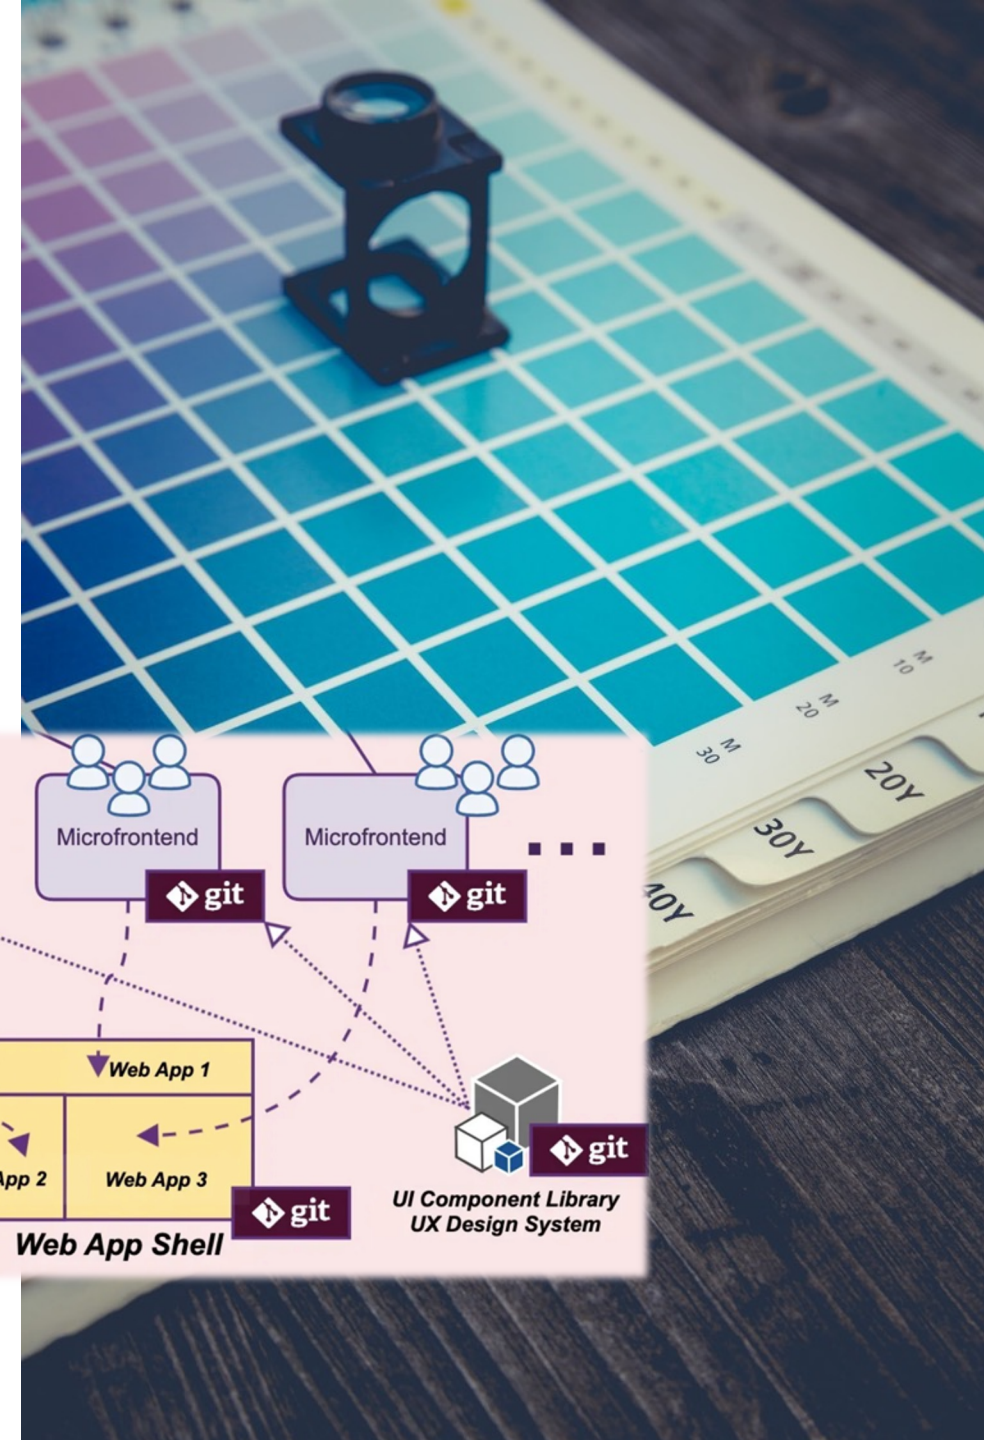 10 M
20 M
30 M
20Y
30Y
40Y
Microfrontend
git
Microfrontend
git
Web App 1
App 2
Web App 3
git
Web App Shell
git
UI Component Library
UX Design System